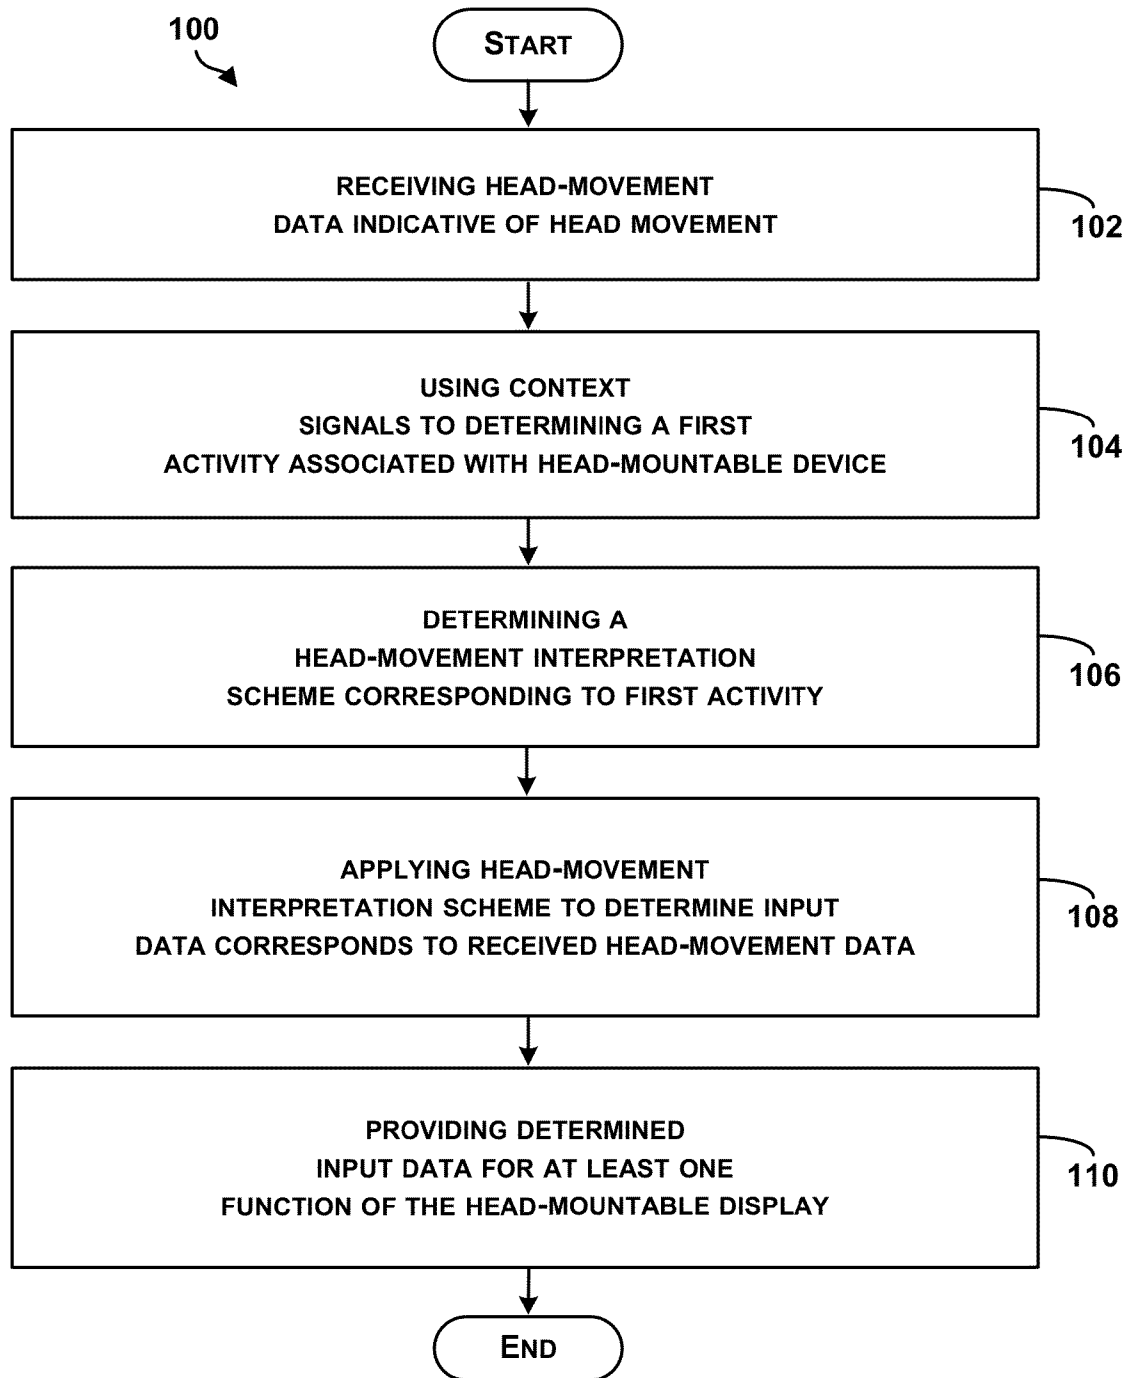 100
START
RECEIVING HEAD-MOVEMENT
DATA INDICATIVE OF HEAD MOVEMENT
102
USING CONTEXT
SIGNALS TO DETERMINING A FIRST
ACTIVITY ASSOCIATED WITH HEAD-MOUNTABLE DEVICE
104
DETERMINING A
HEAD-MOVEMENT INTERPRETATION
SCHEME CORRESPONDING TO FIRST ACTIVITY
106
APPLYING HEAD-MOVEMENT
INTERPRETATION SCHEME TO DETERMINE INPUT
DATA CORRESPONDS TO RECEIVED HEAD-MOVEMENT DATA
108
PROVIDING DETERMINED
INPUT DATA FOR AT LEAST ONE
FUNCTION OF THE HEAD-MOUNTABLE DISPLAY
110
END